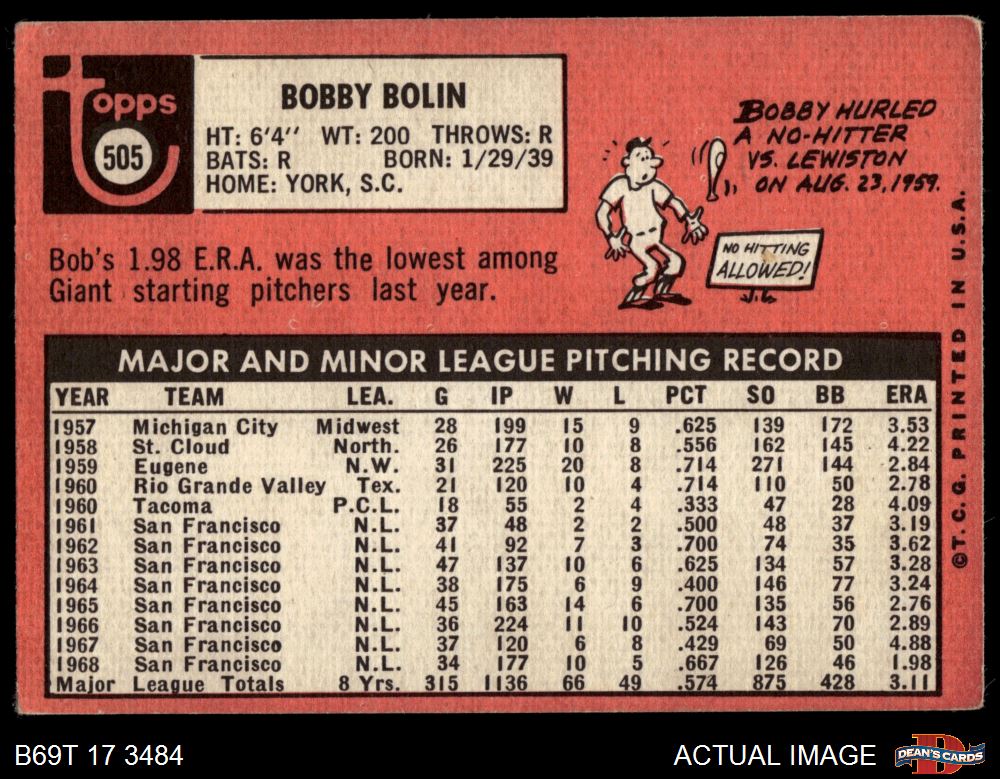 topps
505
BOBBY BOLIN
HT: 6'4" WT: 200 THROWS: R
BATS: R BORN: 1/29/39
HOME: YORK, S.C.
BOBBY HURLED
A NO-HITTER
VS. LEWISTON
ON AUG. 23, 1959.
NO HITTING
ALLOWED!
Bob's 1.98 E.R.A. was the lowest among
Giant starting pitchers last year.
MAJOR AND MINOR LEAGUE PITCHING RECORD
YEAR TEAM LEA. G IP W L PCT SO BB ERA
1957 Michigan City Midwest 28 199 15 9 .625 139 172 3.53
1958 St. Cloud North. 26 177 10 8 .556 162 145 4.22
1959 Eugene N.W. 31 225 20 8 .714 271 144 2.84
1960 Rio Grande Valley Tex. 21 120 10 4 .714 110 50 2.78
1960 Tacoma P.C.L. 18 55 2 4 .333 47 28 4.09
1961 San Francisco N.L. 37 48 2 2 .500 48 37 3.19
1962 San Francisco N.L. 41 92 7 3 .700 74 35 3.62
1963 San Francisco N.L. 47 137 10 6 .625 134 57 3.28
1964 San Francisco N.L. 38 175 6 9 .400 146 77 3.24
1965 San Francisco N.L. 45 163 14 6 .700 135 56 2.76
1966 San Francisco N.L. 36 224 11 10 .524 143 70 2.89
1967 San Francisco N.L. 37 120 6 8 .429 69 50 4.88
1968 San Francisco N.L. 34 177 10 5 .667 126 46 1.98
Major League Totals 8 Yrs. 315 1136 66 49 .574 875 428 3.11
©T.C.G. PRINTED IN U.S.A.
B69T 17 3484
ACTUAL IMAGE
DEAN'S CARDS